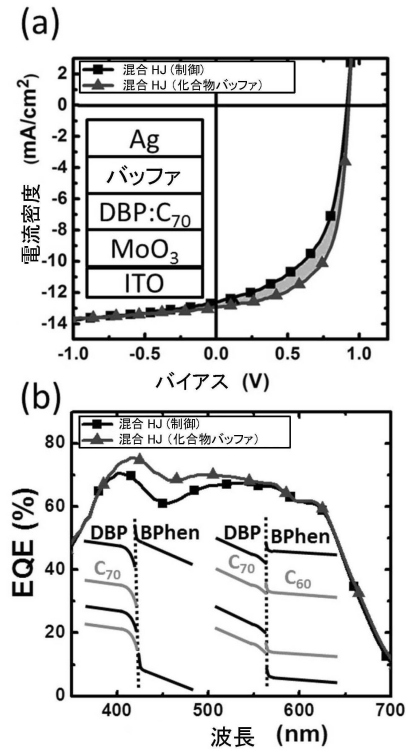 (a)
混合 HJ (制御)
混合 HJ (化合物バッファ)
2
0
-2
-4
-6
-8
-10
-12
-14
電流密度 (mA/cm²)
Ag
バッファ
DBP:C₇₀
MoO₃
ITO
-1.0 -0.5 0.0 0.5 1.0
バイアス (V)
(b)
混合 HJ (制御)
混合 HJ (化合物バッファ)
80
60
40
20
0
EQE (%)
DBP BPhen DBP BPhen
C₇₀ C₇₀ C₆₀
400 500 600 700
波長 (nm)